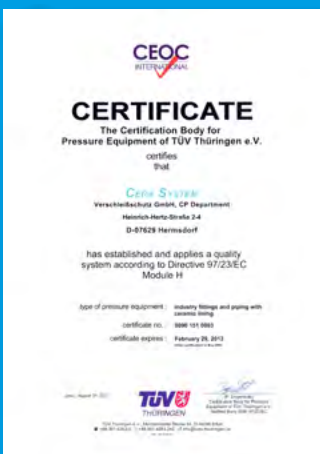 CEOC
INTERNATIONAL
CERTIFICATE
The Certification Body for
Pressure Equipment of TÜV Thüringen e.V.
certifies
that
CERA SYSTEM
Verschleißschutz GmbH, CP Department
Heinrich-Hertz-Straße 2-4
D-07629 Hermsdorf
has established and applies a quality
system according to Directive 97/23/EC
Module H
type of pressure equipment : industry fittings and piping with
ceramic lining
certificate no. :
certificate expires : February 28, 2013
TÜV
THÜRINGEN